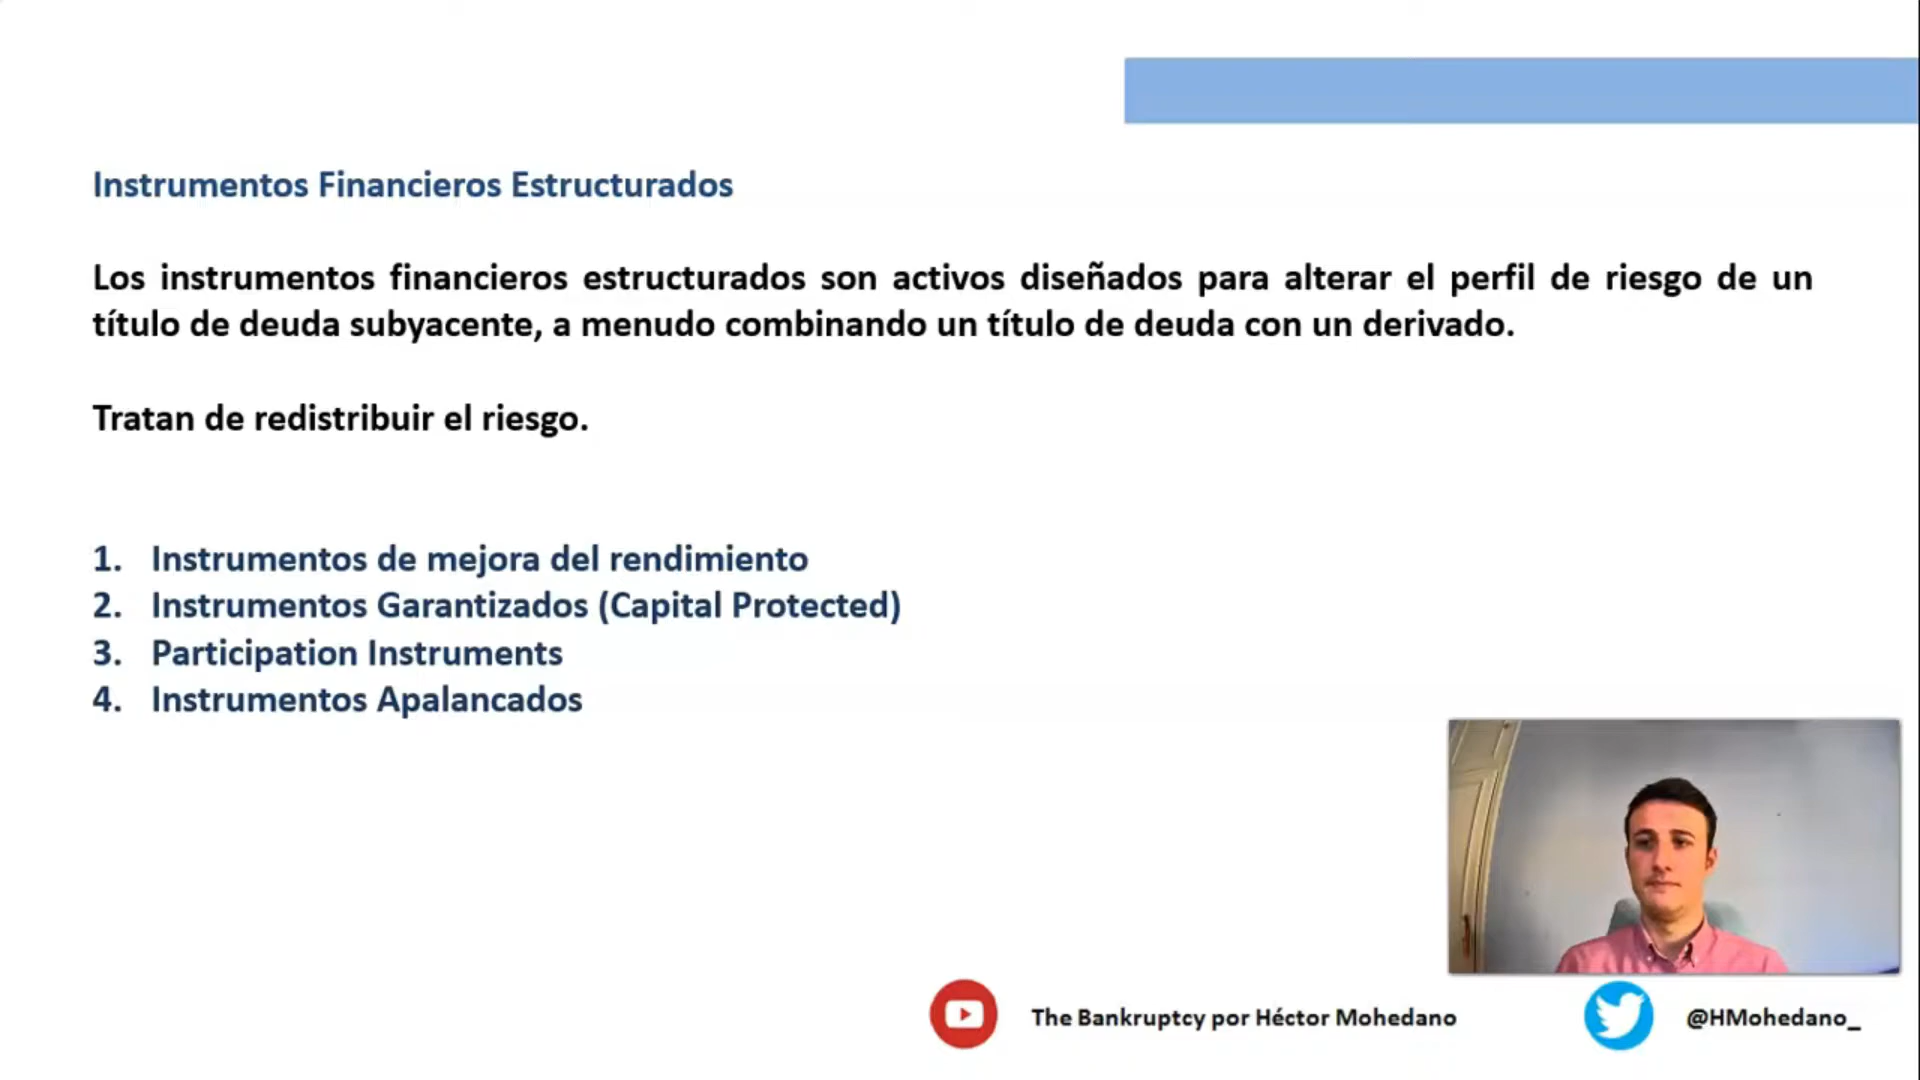 Instrumentos Financieros Estructurados
Los instrumentos financieros estructurados son activos diseñados para alterar el perfil de riesgo de un
título de deuda subyacente, a menudo combinando un título de deuda con un derivado.
Tratan de redistribuir el riesgo.
1. Instrumentos de mejora del rendimiento
2. Instrumentos Garantizados (Capital Protected)
3. Participation Instruments
4. Instrumentos Apalancados
The Bankruptcy por Héctor Mohedano
@HMohedano_